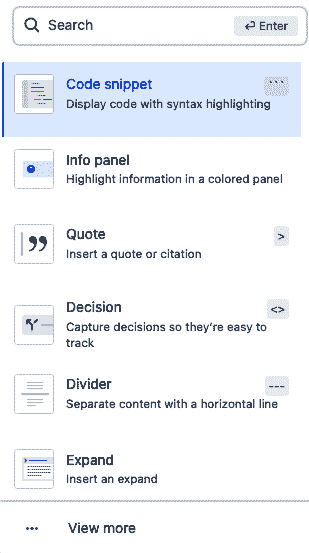 Search
↵ Enter
Code snippet
```
Display code with syntax highlighting
Info panel
Highlight information in a colored panel
Quote
>
Insert a quote or citation
Decision
<>
Capture decisions so they're easy to
track
Divider
---
Separate content with a horizontal line
Expand
Insert an expand
View more